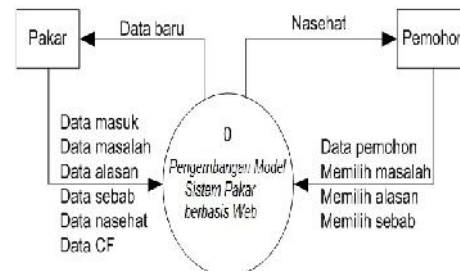 Pakar
Data baru
Nasehat
Pemohon
Data masuk
Data masalah
Data alasan
Data sebab
Data nasehat
Data CF
0
Pengembangan Model
Sistem Pakar
berbasis Web
Data pemohon
Memilih masalah
Memilih alasan
Memilih sebab